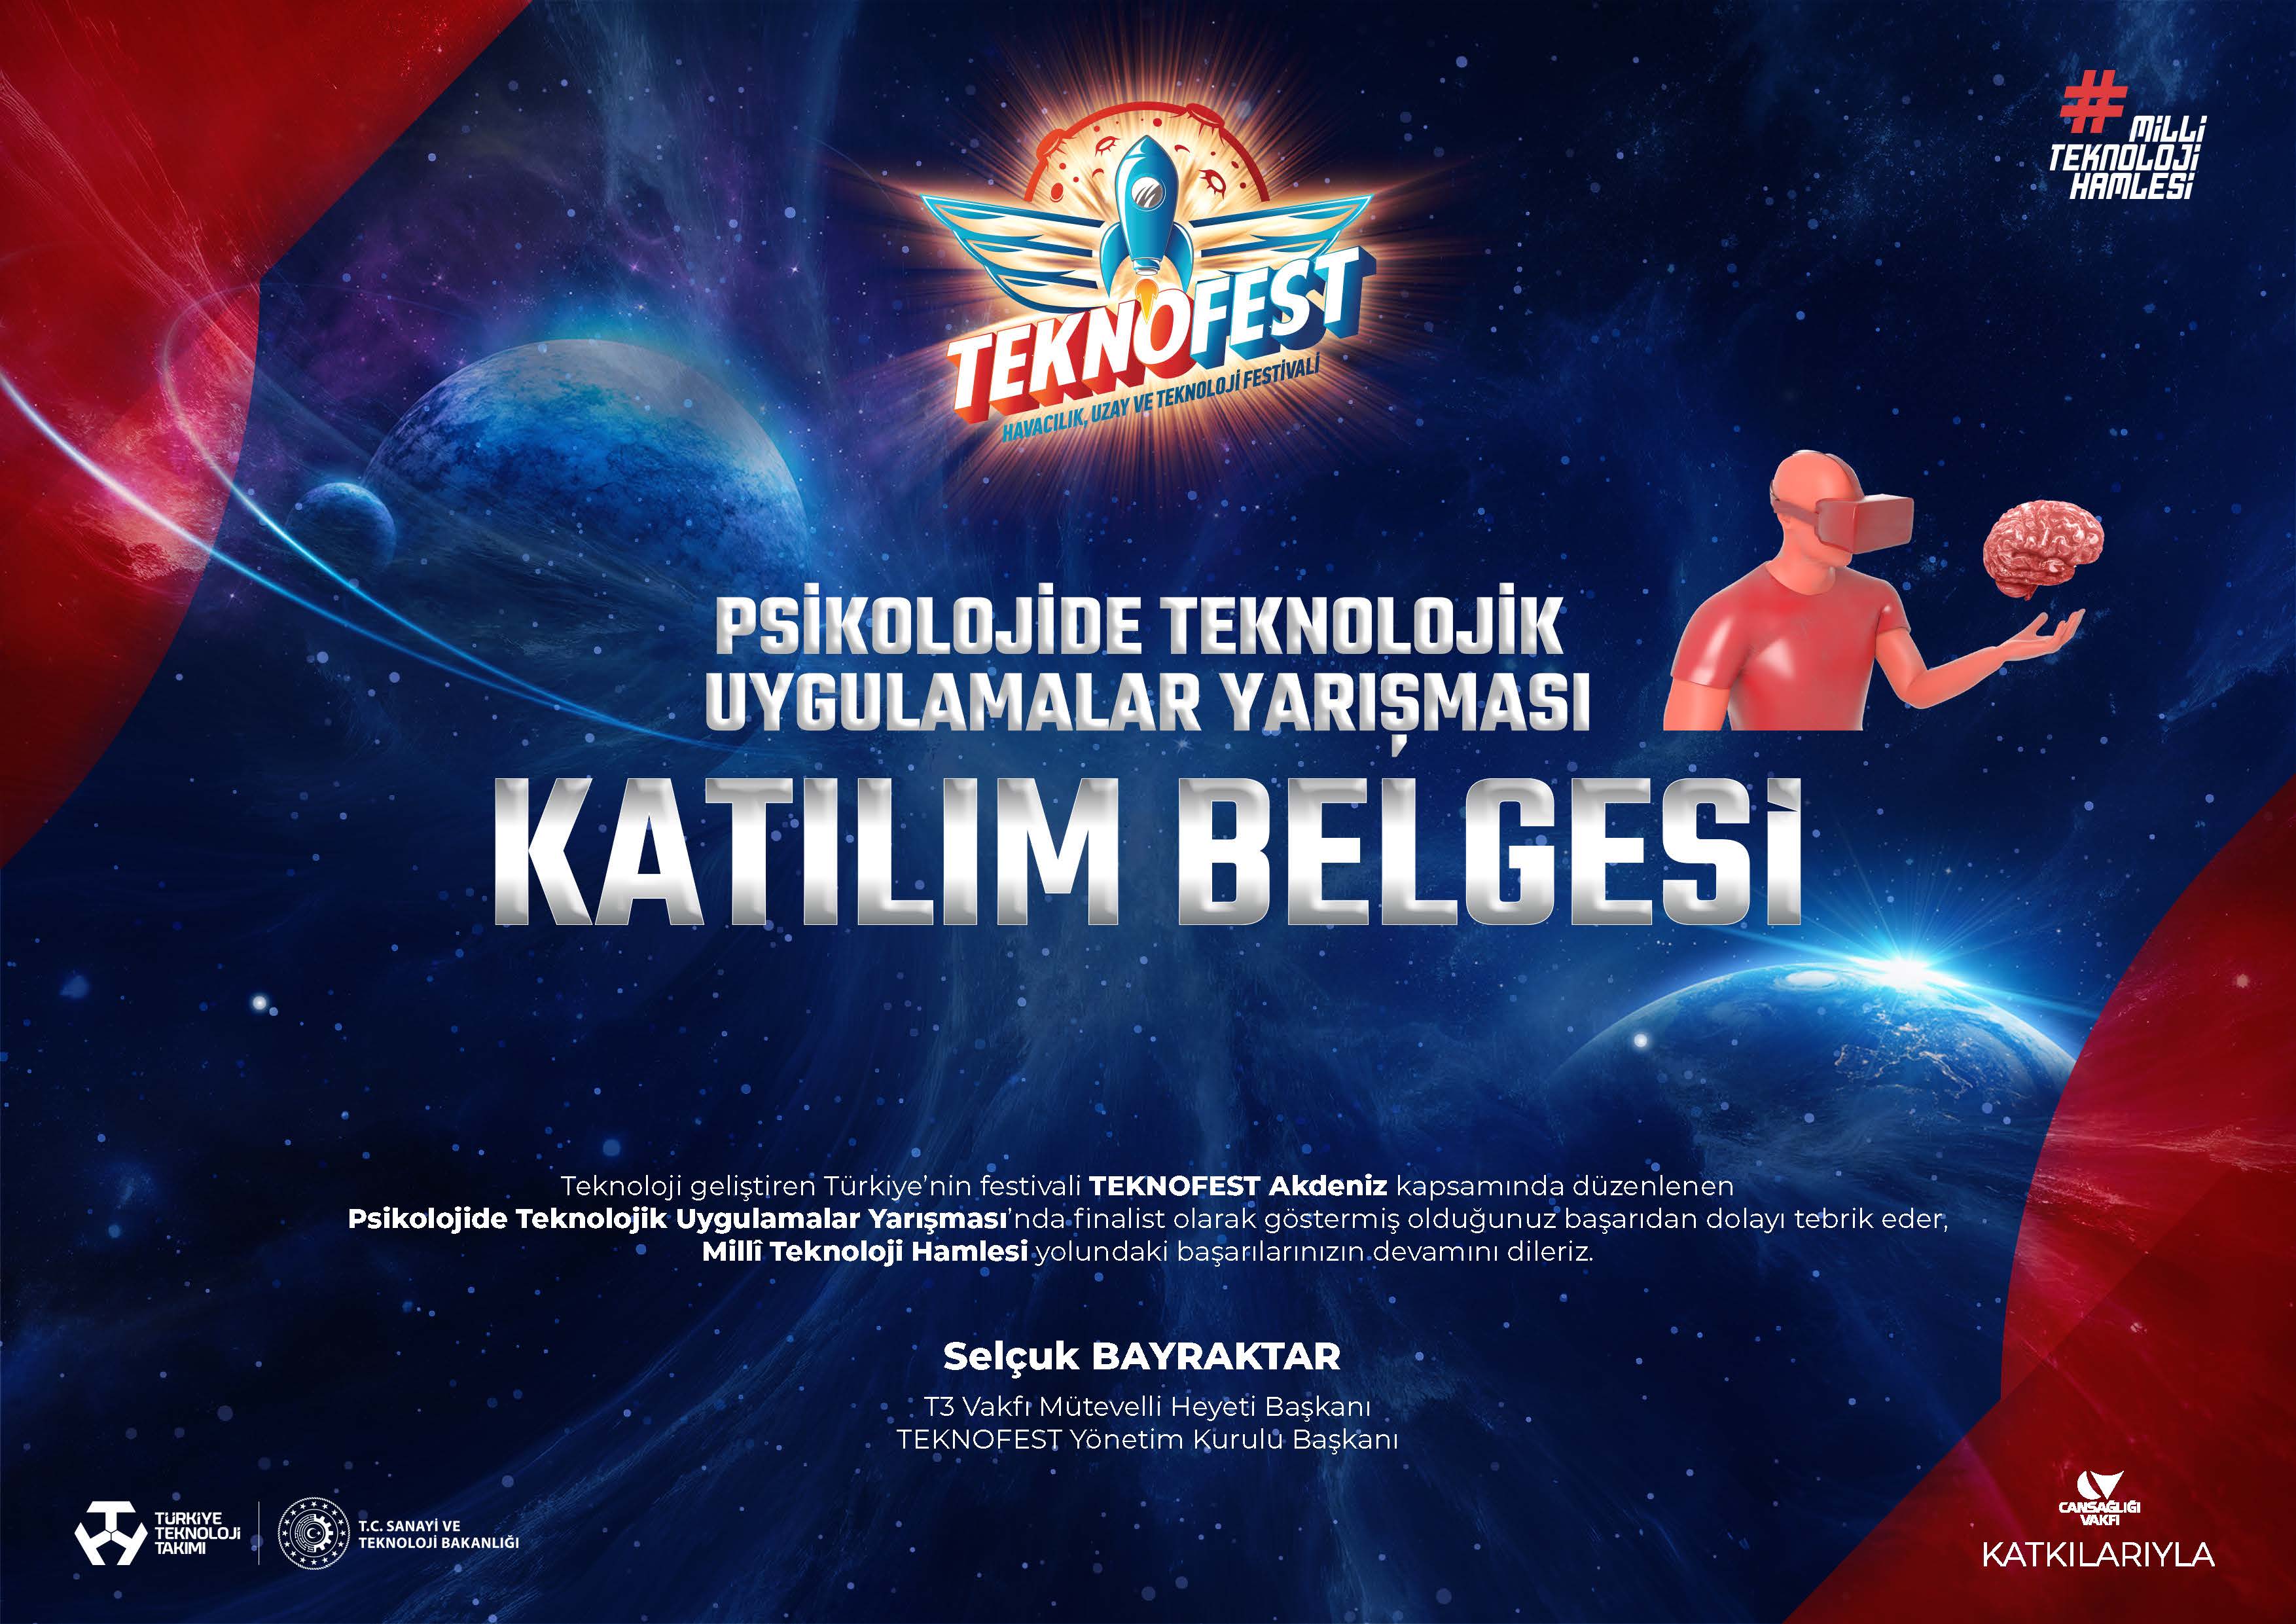 #
MİLLİ
TEKNOLOJİ
HAMLESİ
TEKNOFEST
HAVACILIK, UZAY VE TEKNOLOJİ FESTİVALİ
PSİKOLOJİDE TEKNOLOJİK
UYGULAMALAR YARIŞMASI
KATILIM BELGESİ
Teknoloji geliştiren Türkiye'nin festivali TEKNOFEST Akdeniz kapsamında düzenlenen
Psikolojide Teknolojik Uygulamalar Yarışması'nda finalist olarak göstermiş olduğunuz başarıdan dolayı tebrik eder,
Millî Teknoloji Hamlesi yolundaki başarılarınızın devamını dileriz.
Selçuk BAYRAKTAR
T3 Vakfı Mütevelli Heyeti Başkanı
TEKNOFEST Yönetim Kurulu Başkanı
TÜRKİYE
TEKNOLOJİ
TAKIMI
T.C. SANAYİ VE
TEKNOLOJİ BAKANLIĞI
CANSAĞLIĞI
VAKFI
KATKILARIYLA